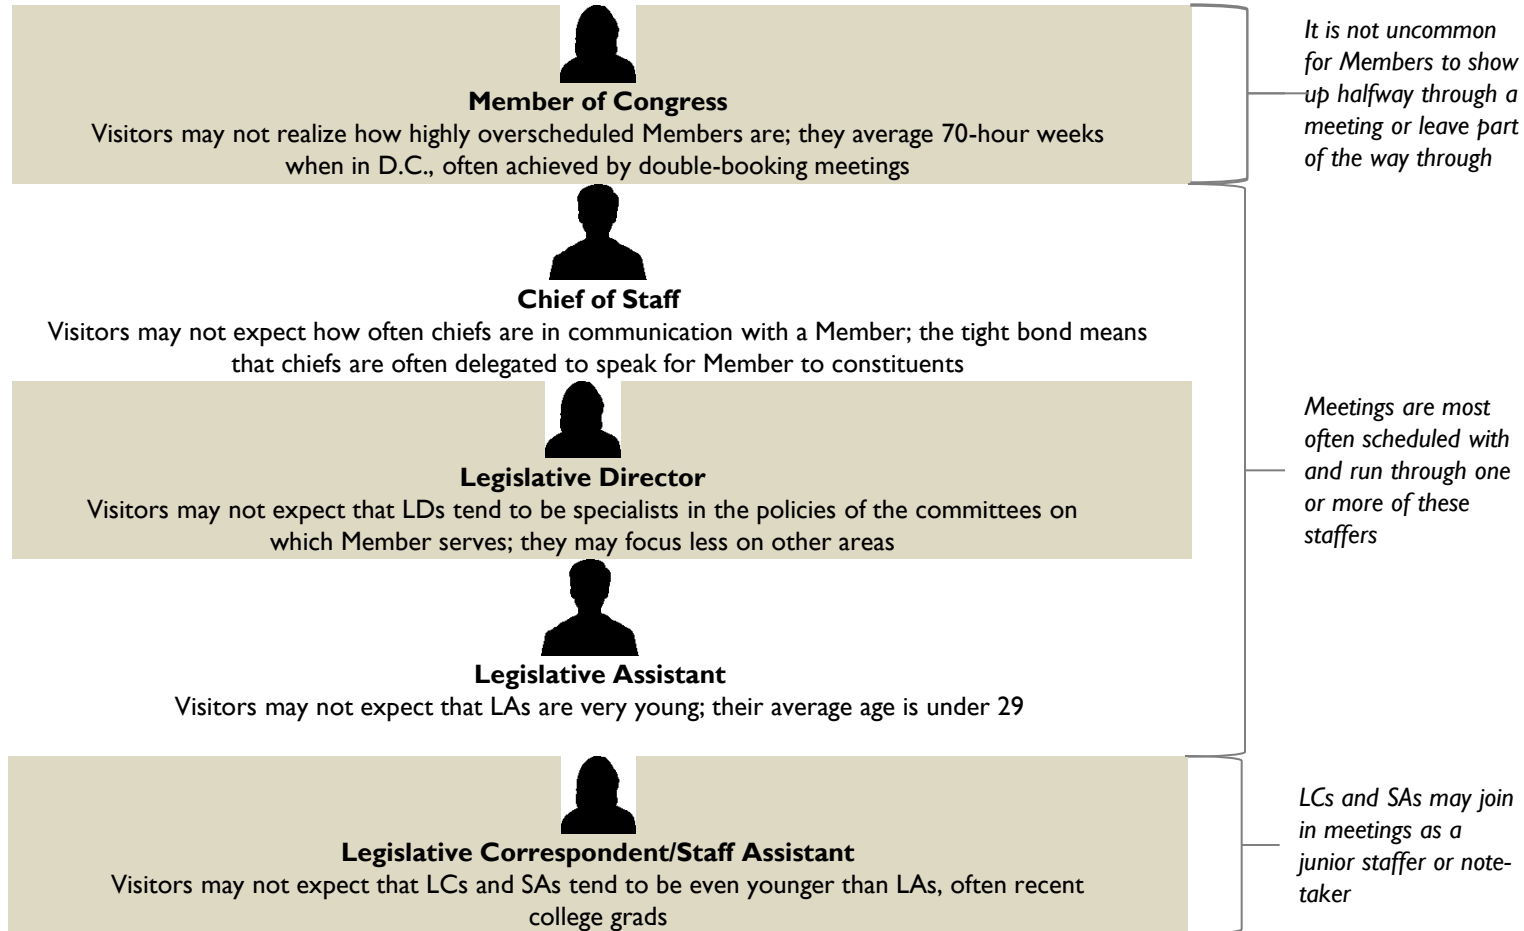 Member of Congress
Visitors may not realize how highly overscheduled Members are; they average 70-hour weeks
when in D.C., often achieved by double-booking meetings
It is not uncommon
for Members to show
up halfway through a
meeting or leave part
of the way through
Chief of Staff
Visitors may not expect how often chiefs are in communication with a Member; the tight bond means
that chiefs are often delegated to speak for Member to constituents
Legislative Director
Visitors may not expect that LDs tend to be specialists in the policies of the committees on
which Member serves; they may focus less on other areas
Legislative Assistant
Visitors may not expect that LAs are very young; their average age is under 29
Meetings are most
often scheduled with
and run through one
or more of these
staffers
Legislative Correspondent/Staff Assistant
Visitors may not expect that LCs and SAs tend to be even younger than LAs, often recent
college grads
LCs and SAs may join
in meetings as a
junior staffer or note-
taker